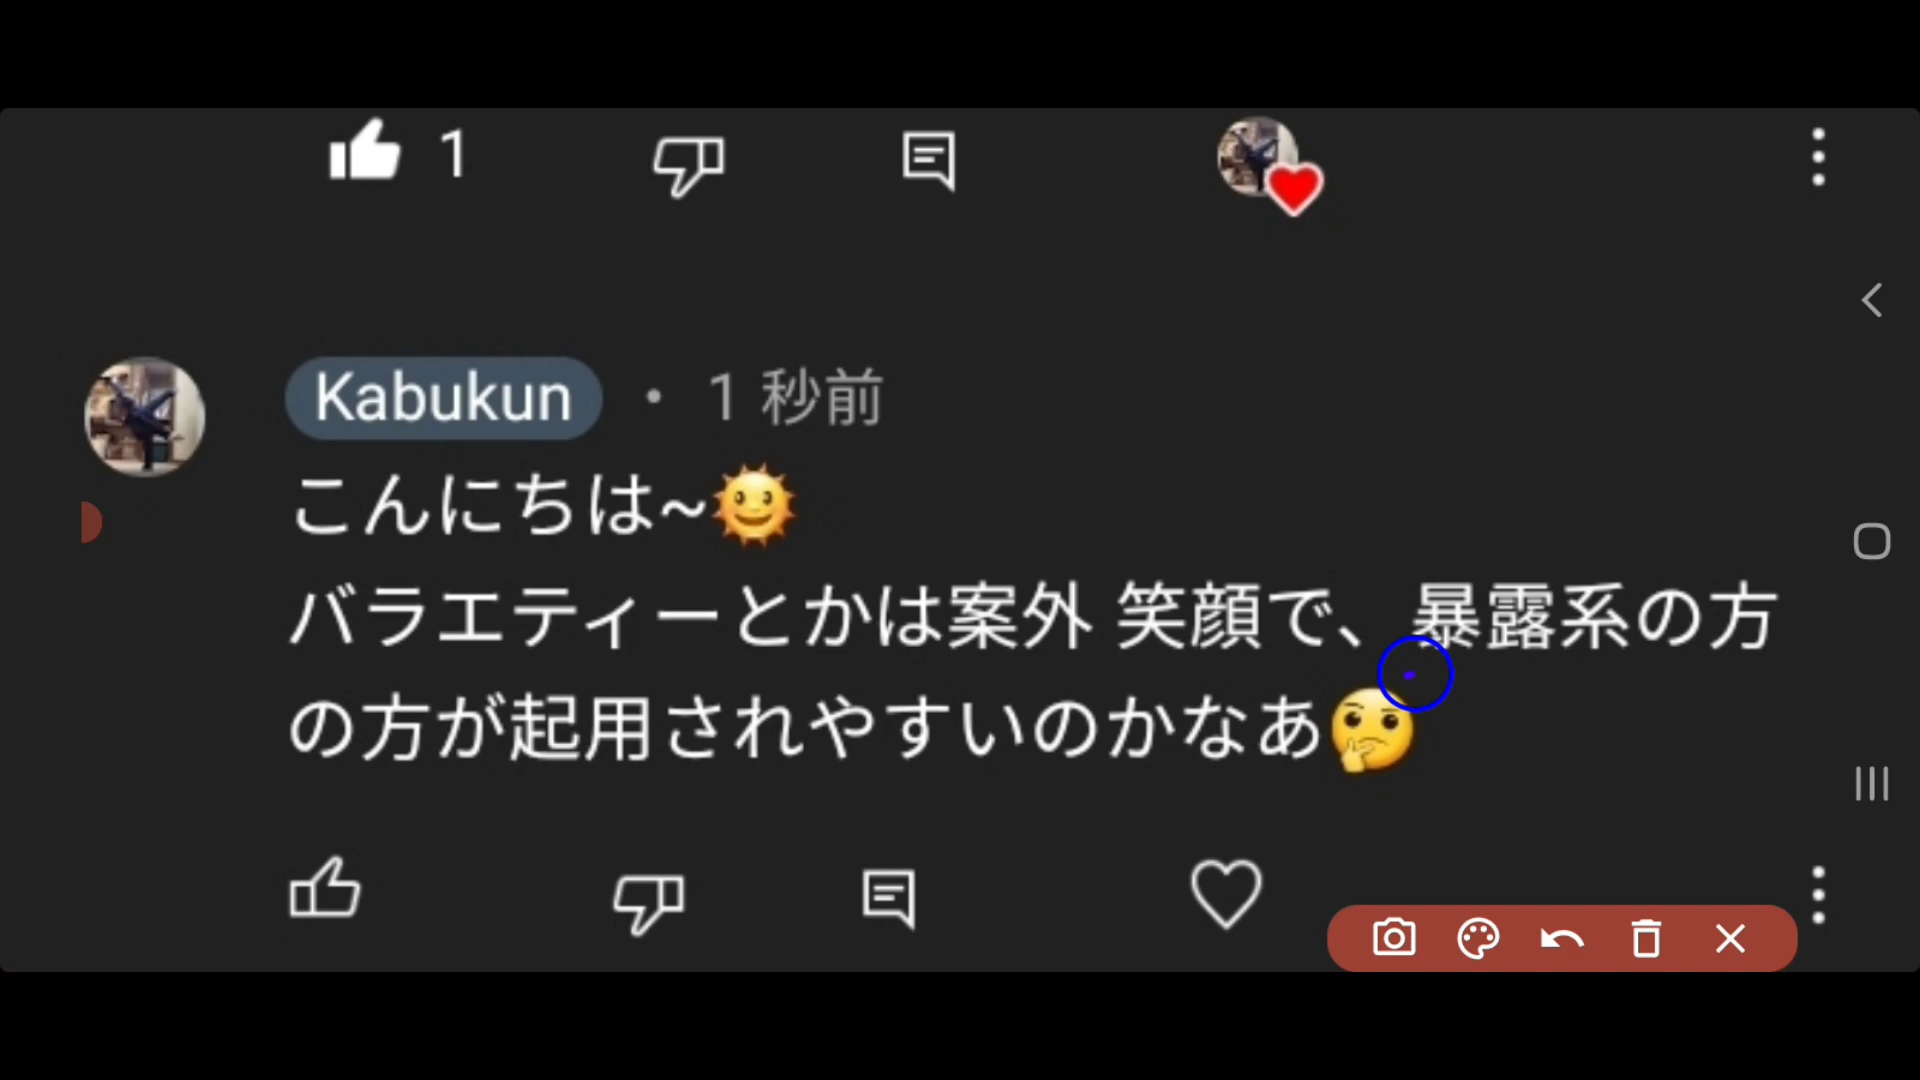 1
Kabukun ・ 1 秒前
こんにちは~🌞
バラエティーとかは案外 笑顔で、暴露系の方
の方が起用されやすいのかなあ🤔